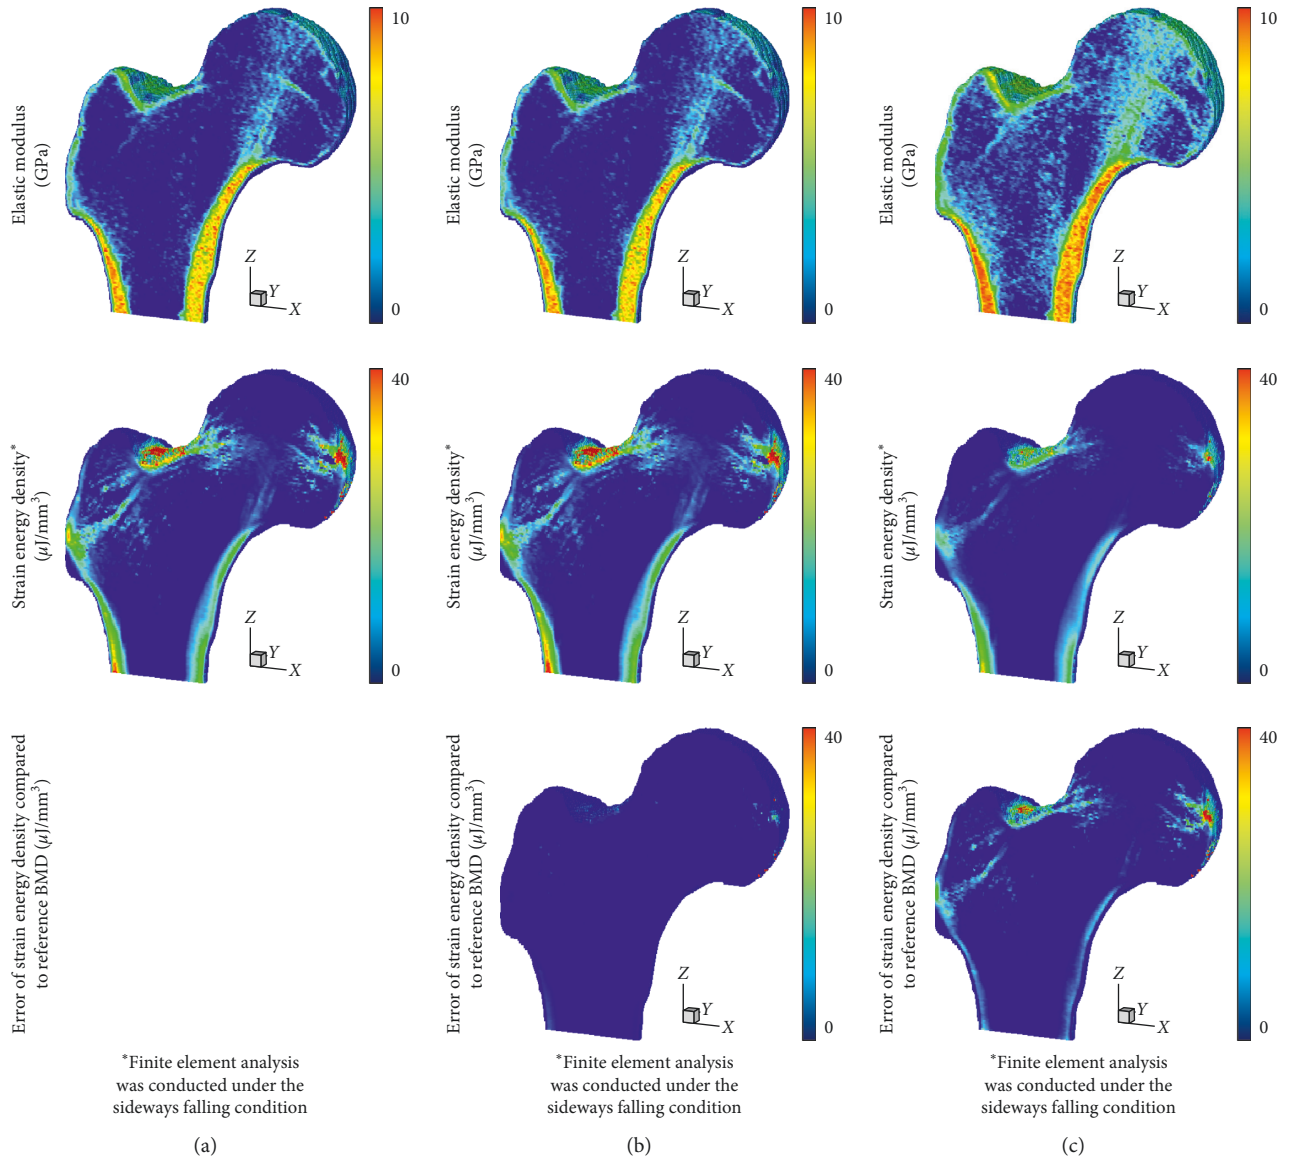 Elastic modulus
(GPa)
10
0
Z
Y
X
Elastic modulus
(GPa)
10
0
Z
Y
X
Elastic modulus
(GPa)
10
0
Z
Y
X
Strain energy density*
(μJ/mm³)
40
0
Z
Y
X
Strain energy density*
(μJ/mm³)
40
0
Z
Y
X
Strain energy density*
(μJ/mm³)
40
0
Z
Y
X
Error of strain energy density compared
to reference BMD (μJ/mm³)
Error of strain energy density compared
to reference BMD (μJ/mm³)
40
0
Z
Y
X
Error of strain energy density compared
to reference BMD (μJ/mm³)
40
0
Z
Y
X
*Finite element analysis
was conducted under the
sideways falling condition
(a)
*Finite element analysis
was conducted under the
sideways falling condition
(b)
*Finite element analysis
was conducted under the
sideways falling condition
(c)